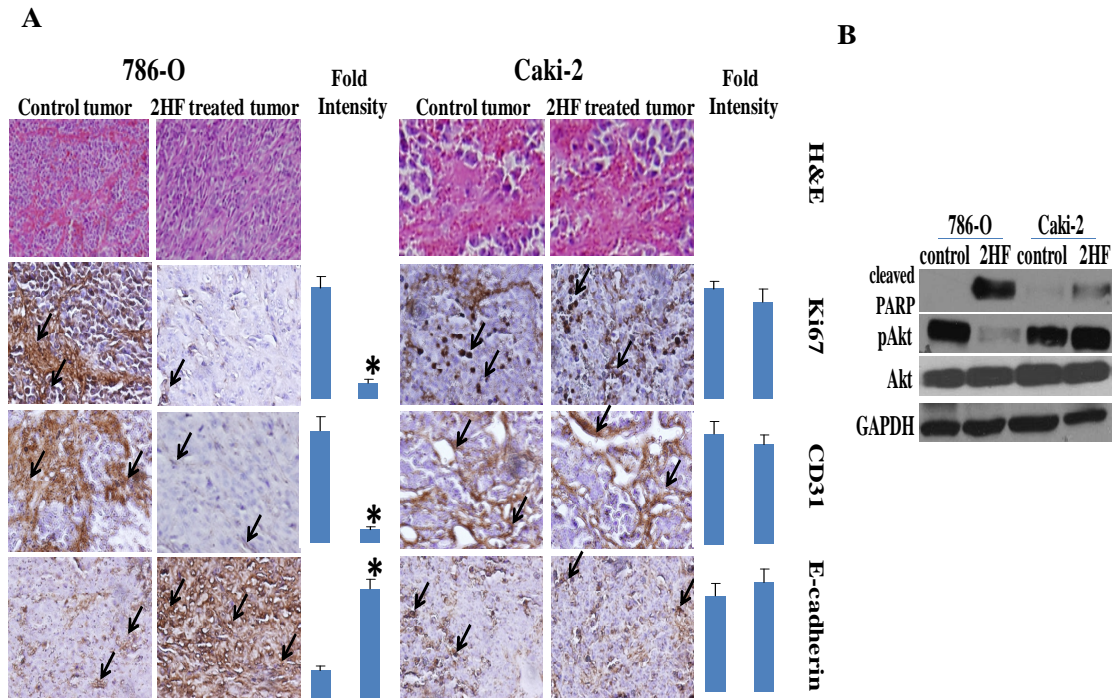 A
786-O
Control tumor
2HF treated tumor
Fold
Intensity
Caki-2
Control tumor
2HF treated tumor
Fold
Intensity
H&E
Ki67
*
CD31
*
E-cadherin
*
B
786-O
Caki-2
control
2HF
control
2HF
cleaved
PARP
pAkt
Akt
GAPDH